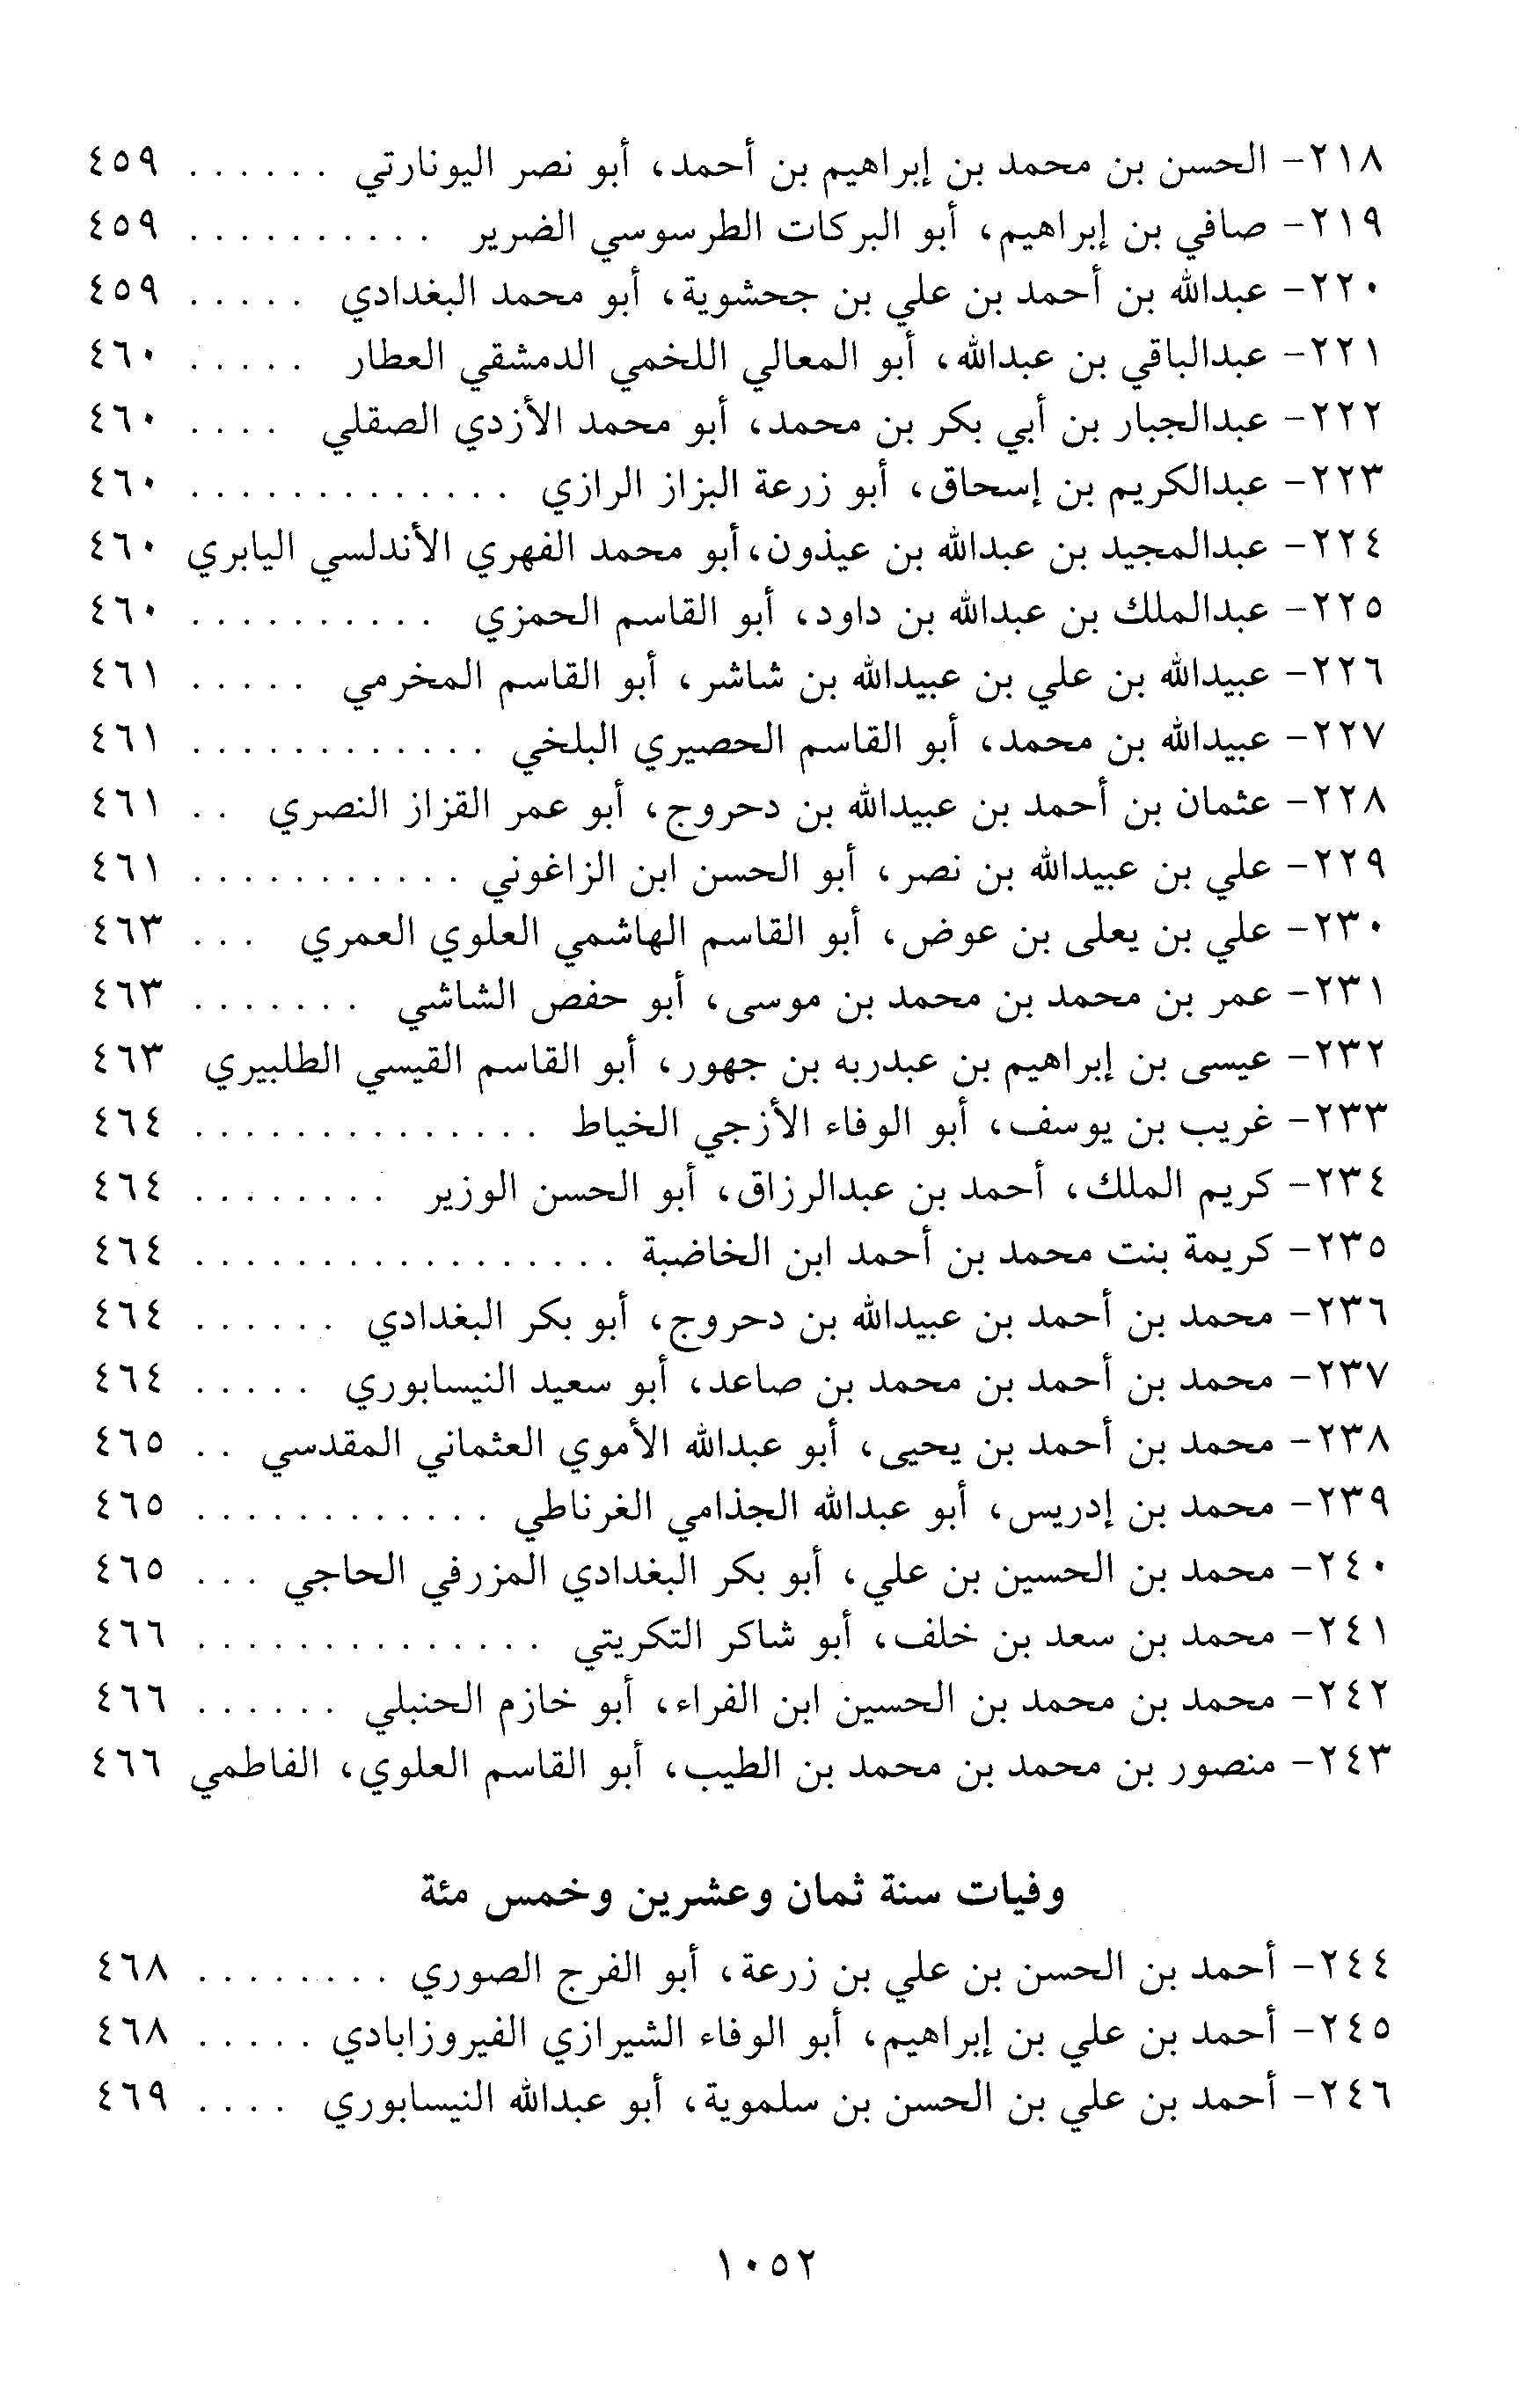 ٢١٨- الحسن بن محمد بن إبراهيم بن أحمد، أبو نصر اليونارتي . . . . . . ٤٥٩
٢١٩- صافي بن إبراهيم، أبو البركات الطرسوسي الضرير . . . . . . . . . . ٤٥٩
٢٢٠- عبدالله بن أحمد بن علي بن جحشوية، أبو محمد البغدادي . . . . . ٤٥٩
٢٢١- عبدالباقي بن عبدالله، أبو المعالي اللخمي الدمشقي العطار . . . . . ٤٦٠
٢٢٢- عبدالجبار بن أبي بكر بن محمد، أبو محمد الأزدي الصقلي . . . . ٤٦٠
٢٢٣- عبدالكريم بن إسحاق، أبو زرعة البزاز الرازي . . . . . . . . . . . . . ٤٦٠
٢٢٤- عبدالمجيد بن عبدالله بن عيذون،أبو محمد الفهري الأندلسي اليابري ٤٦٠
٢٢٥- عبدالملك بن عبدالله بن داود، أبو القاسم الحمزي . . . . . . . . . . ٤٦٠
٢٢٦- عبيدالله بن علي بن عبيدالله بن شاشر، أبو القاسم المخرمي . . . . . ٤٦١
٢٢٧- عبيدالله بن محمد، أبو القاسم الحصيري البلخي . . . . . . . . . . . . ٤٦١
٢٢٨- عثمان بن أحمد بن عبيدالله بن دحروج، أبو عمر القزاز النصري . . ٤٦١
٢٢٩- علي بن عبيدالله بن نصر، أبو الحسن ابن الزاغوني . . . . . . . . . . . ٤٦١
٢٣٠- علي بن يعلى بن عوض، أبو القاسم الهاشمي العلوي العمري . . . ٤٦٣
٢٣١- عمر بن محمد بن محمد بن موسى، أبو حفص الشاشي . . . . . . . ٤٦٣
٢٣٢- عيسى بن إبراهيم بن عبدربه بن جهور، أبو القاسم القيسي الطلبيري ٤٦٣
٢٣٣- غريب بن يوسف، أبو الوفاء الأزجي الخياط . . . . . . . . . . . . . . ٤٦٤
٢٣٤- كريم الملك، أحمد بن عبدالرزاق، أبو الحسن الوزير . . . . . . . . ٤٦٤
٢٣٥- كريمة بنت محمد بن أحمد ابن الخاضبة . . . . . . . . . . . . . . . . . ٤٦٤
٢٣٦- محمد بن أحمد بن عبيدالله بن دحروج، أبو بكر البغدادي . . . . . . ٤٦٤
٢٣٧- محمد بن أحمد بن محمد بن صاعد، أبو سعيد النيسابوري . . . . . ٤٦٤
٢٣٨- محمد بن أحمد بن يحيى، أبو عبدالله الأموي العثماني المقدسي . . ٤٦٥
٢٣٩- محمد بن إدريس، أبو عبدالله الجذامي الغرناطي . . . . . . . . . . . . ٤٦٥
٢٤٠- محمد بن الحسين بن علي، أبو بكر البغدادي المزرفي الحاجي . . . ٤٦٥
٢٤١- محمد بن سعد بن خلف، أبو شاكر التكريتي . . . . . . . . . . . . . . ٤٦٦
٢٤٢- محمد بن محمد بن الحسين ابن الفراء، أبو خازم الحنبلي . . . . . . ٤٦٦
٢٤٣- منصور بن محمد بن محمد بن الطيب، أبو القاسم العلوي، الفاطمي ٤٦٦
وفيات سنة ثمان وعشرين وخمس مئة
٢٤٤- أحمد بن الحسن بن علي بن زرعة، أبو الفرج الصوري . . . . . . . . ٤٦٨
٢٤٥- أحمد بن علي بن إبراهيم، أبو الوفاء الشيرازي الفيروزابادي . . . . . ٤٦٨
٢٤٦- أحمد بن علي بن الحسن بن سلموية، أبو عبدالله النيسابوري . . . . ٤٦٩
١٠٥٢